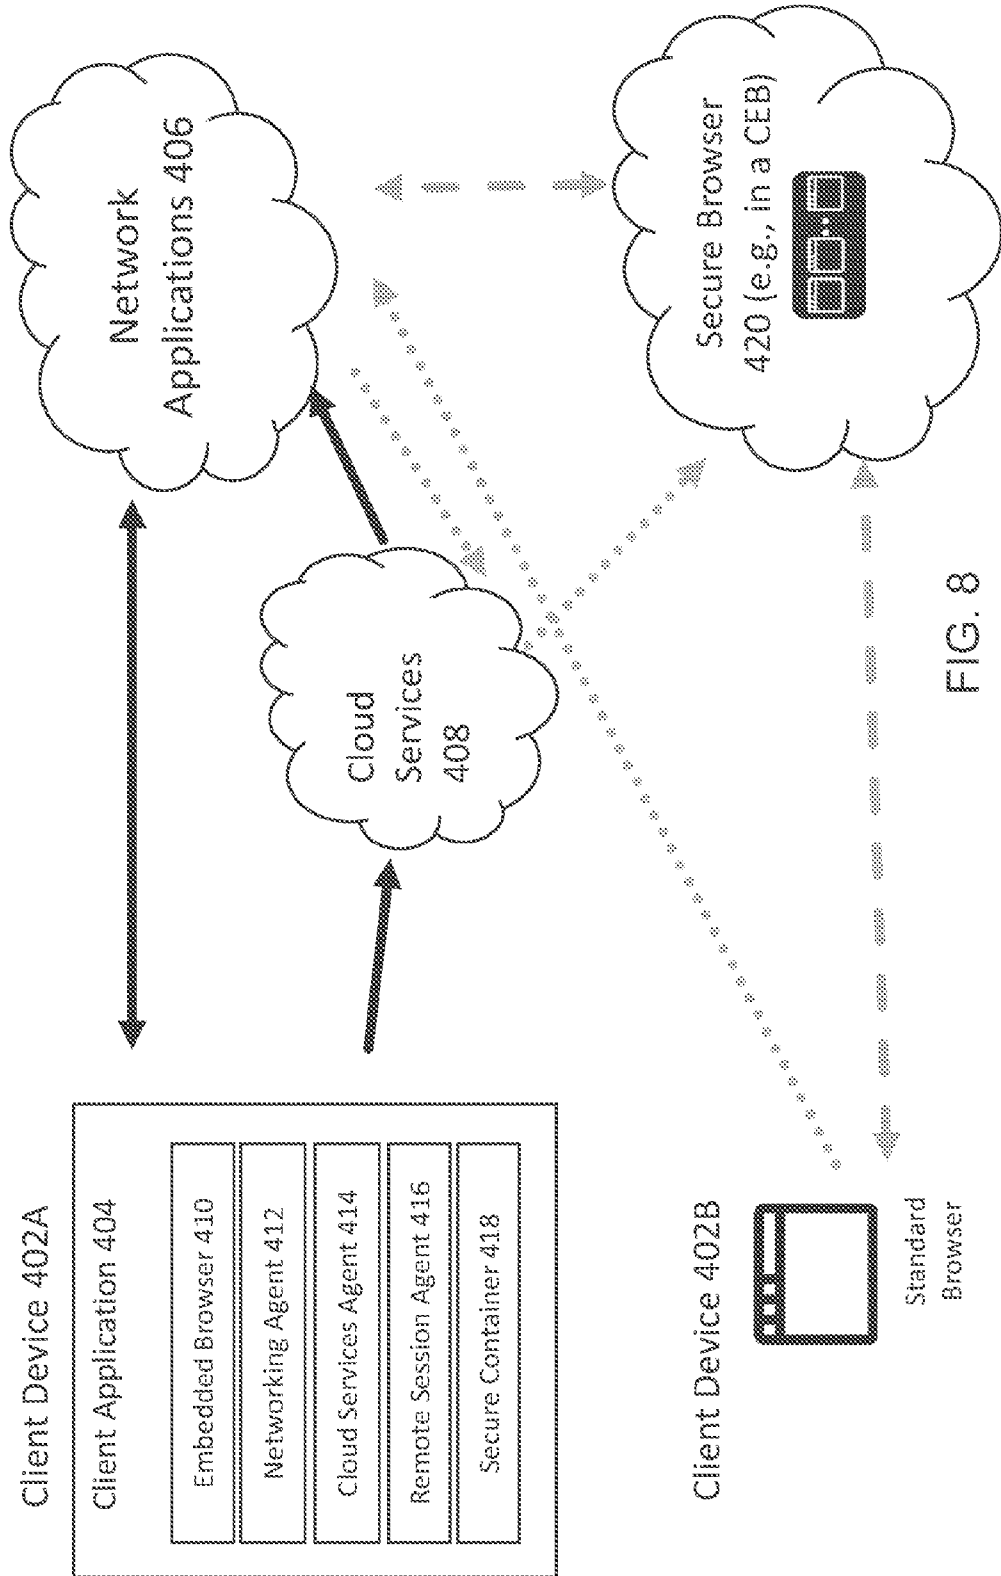 Client Device 402A
Client Application 404
Embedded Browser 410
Networking Agent 412
Cloud Services Agent 414
Remote Session Agent 416
Secure Container 418
Network
Applications 406
Cloud
Services
408
Client Device 402B
Standard
Browser
Secure Browser
420 (e.g., in a CEB)
FIG. 8